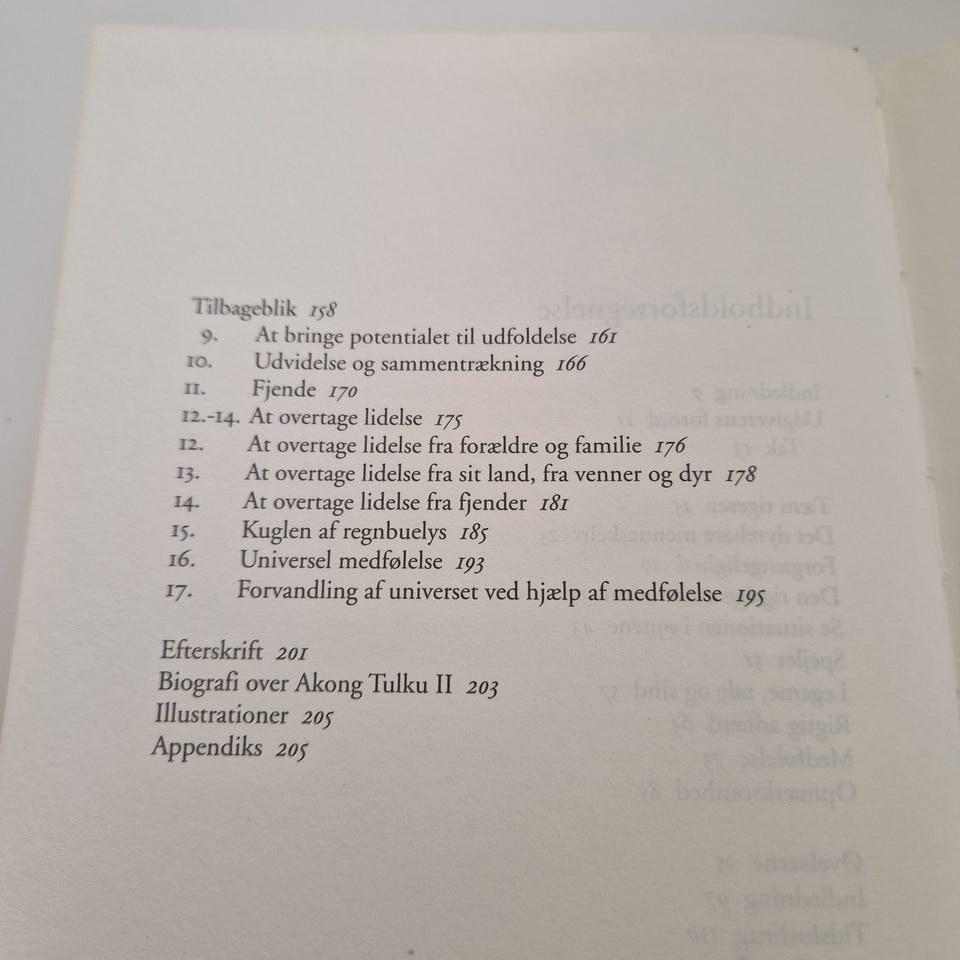 Tilbageblik 158
9. At bringe potentialet til udfoldelse 161
10. Udvidelse og sammentrækning 166
11. Fjende 170
12.-14. At overtage lidelse 175
12. At overtage lidelse fra forældre og familie 176
13. At overtage lidelse fra sit land, fra venner og dyr 178
14. At overtage lidelse fra fjender 181
15. Kuglen af regnbuelys 185
16. Universel medfølelse 193
17. Forvandling af universet ved hjælp af medfølelse 195
Efterskrift 201
Biografi over Akong Tulku II 203
Illustrationer 205
Appendiks 205